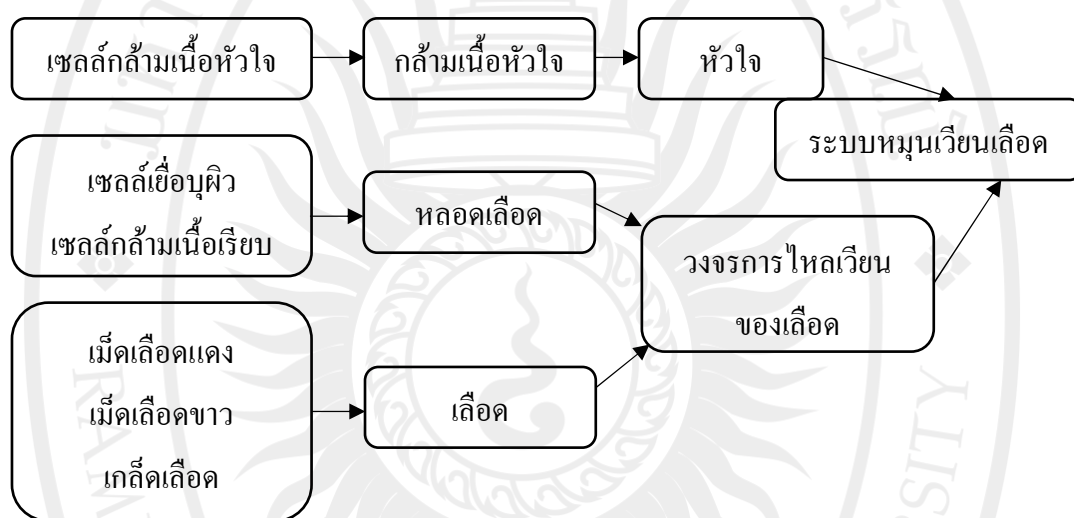 เซลล์กล้ามเนื้อหัวใจ
กล้ามเนื้อหัวใจ
หัวใจ
ระบบหมุนเวียนเลือด
เซลล์เยื่อบุผิว
เซลล์กล้ามเนื้อเรียบ
หลอดเลือด
วงจรการไหลเวียน
ของเลือด
เม็ดเลือดแดง
เม็ดเลือดขาว
เกล็ดเลือด
เลือด